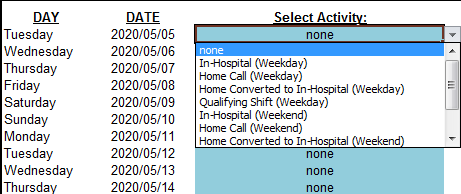 DAY DATE Select Activity:
Tuesday 2020/05/05 none
Wednesday 2020/05/06 none
Thursday 2020/05/07 In-Hospital (Weekday)
Home Call (Weekday)
Friday 2020/05/08 Home Converted to In-Hospital (Weekday)
Saturday 2020/05/09 Qualifying Shift (Weekday)
Sunday 2020/05/10 In-Hospital (Weekend)
Home Call (Weekend)
Monday 2020/05/11 Home Converted to In-Hospital (Weekend)
Tuesday 2020/05/12 none
Wednesday 2020/05/13 none
Thursday 2020/05/14 none